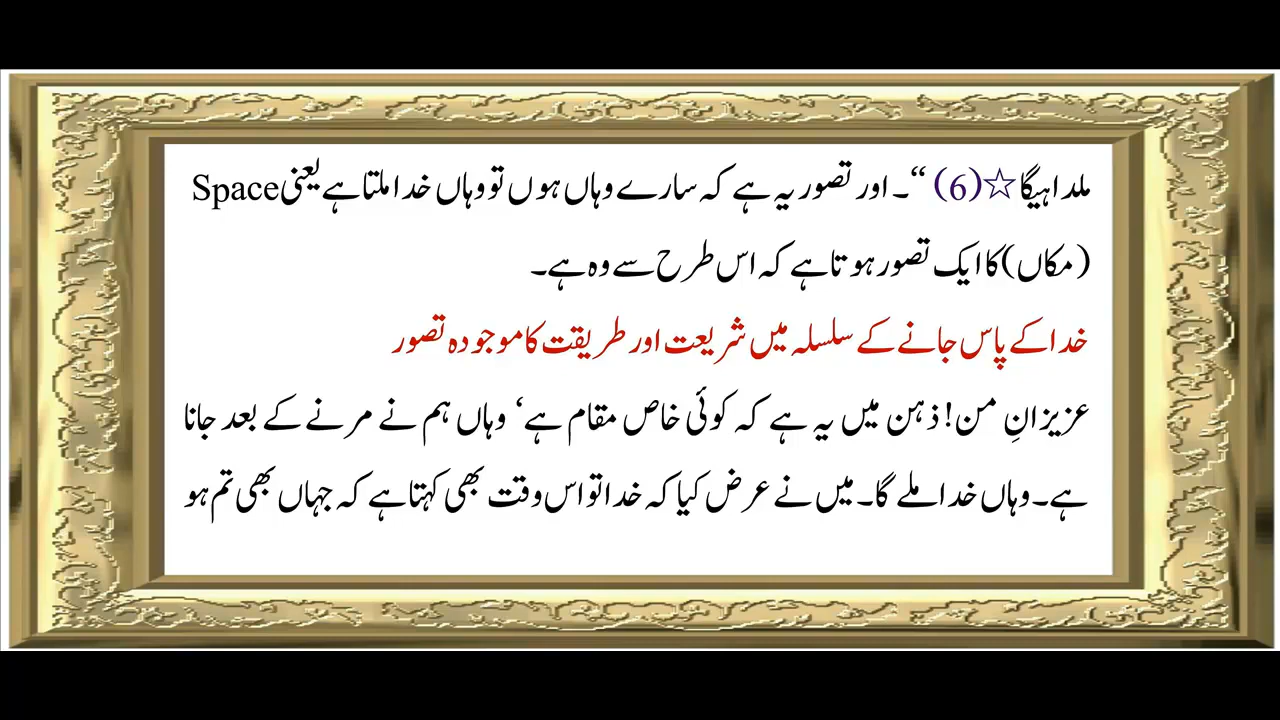 ملدا ہیگا☆(6)“۔ اور تصور یہ ہے کہ سارے وہاں ہوں تو وہاں خدا ملتا ہے یعنی Space
(مکاں) کا ایک تصور ہوتا ہے کہ اس طرح سے وہ ہے۔
خدا کے پاس جانے کے سلسلہ میں شریعت اور طریقت کا موجودہ تصور
عزیزانِ من! ذہن میں یہ ہے کہ کوئی خاص مقام ہے‘ وہاں ہم نے مرنے کے بعد جانا
ہے۔ وہاں خدا ملے گا۔ میں نے عرض کیا کہ خدا تو اس وقت بھی کہتا ہے کہ جہاں بھی تم ہو